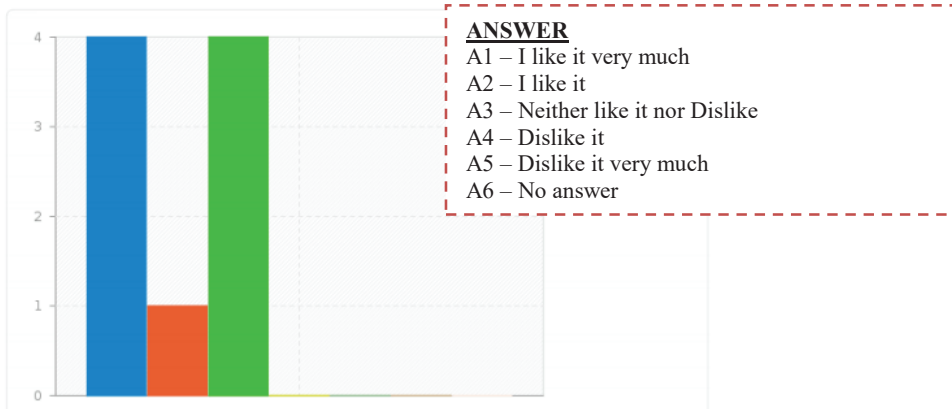 4
3
2
1
0
ANSWER
A1 – I like it very much
A2 – I like it
A3 – Neither like it nor Dislike
A4 – Dislike it
A5 – Dislike it very much
A6 – No answer